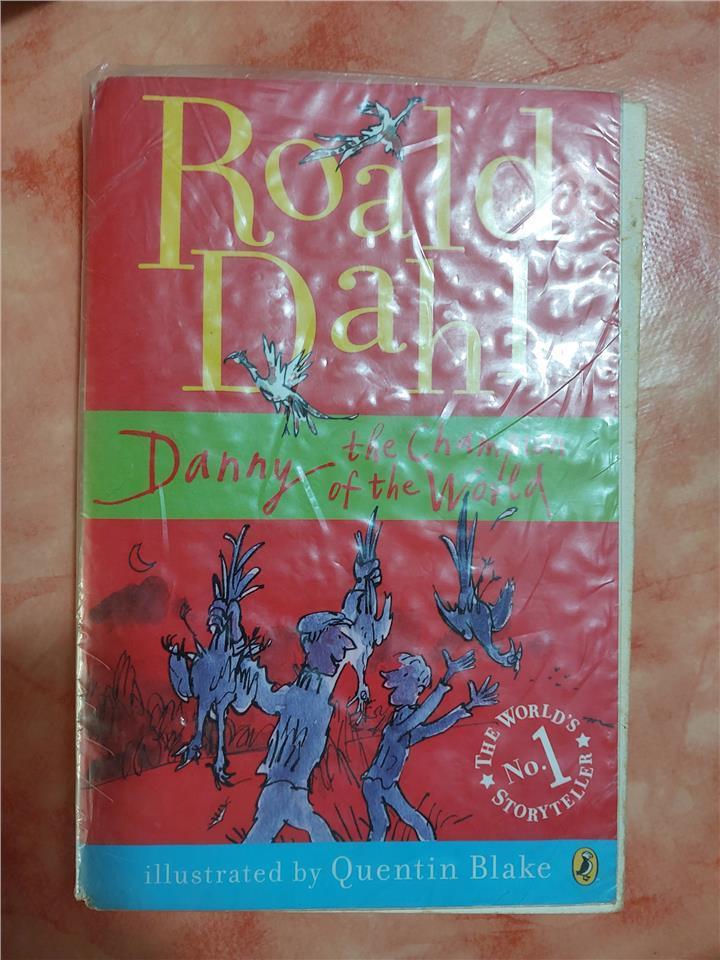 Roald
Dahl
Danny the Champion
of the World
THE WORLD'S
No.1
STORYTELLER
illustrated by Quentin Blake